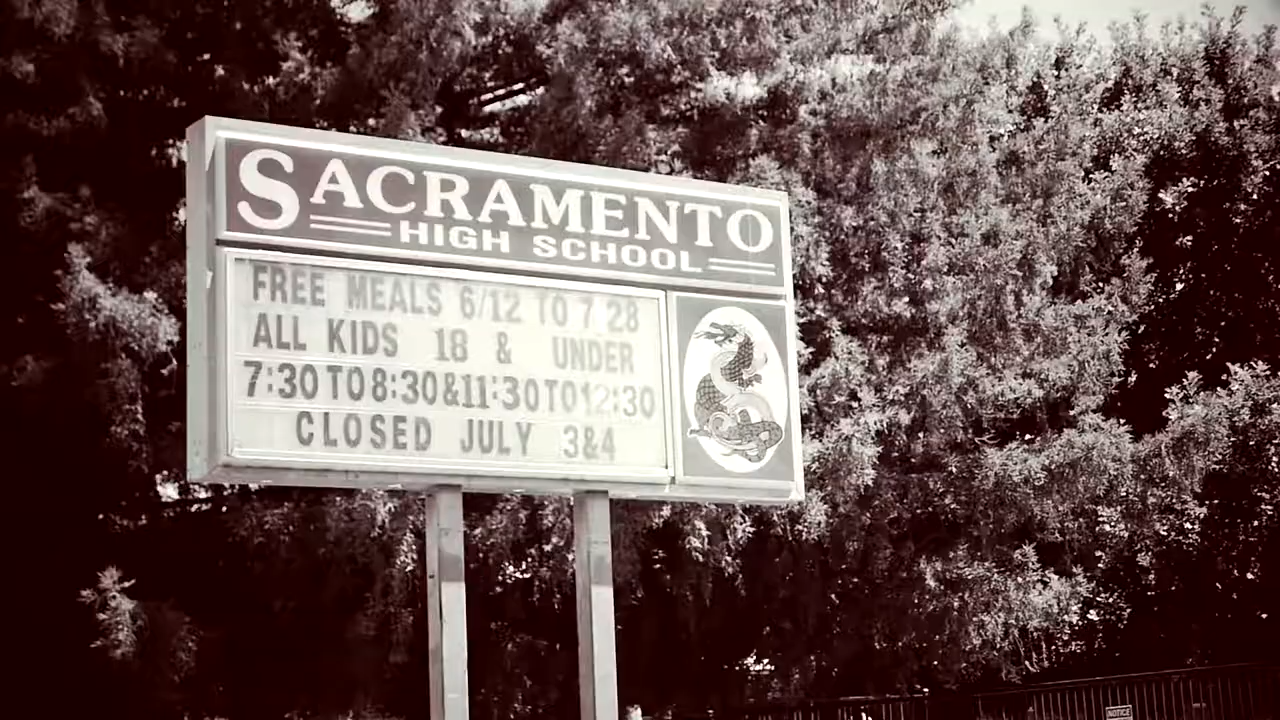 SACRAMENTO
HIGH SCHOOL
FREE MEALS 6/12 TO 7 28
ALL KIDS 18 & UNDER
7:30 TO 8:30 & 11:30 TO 12:30
CLOSED JULY 3&4
NOTICE